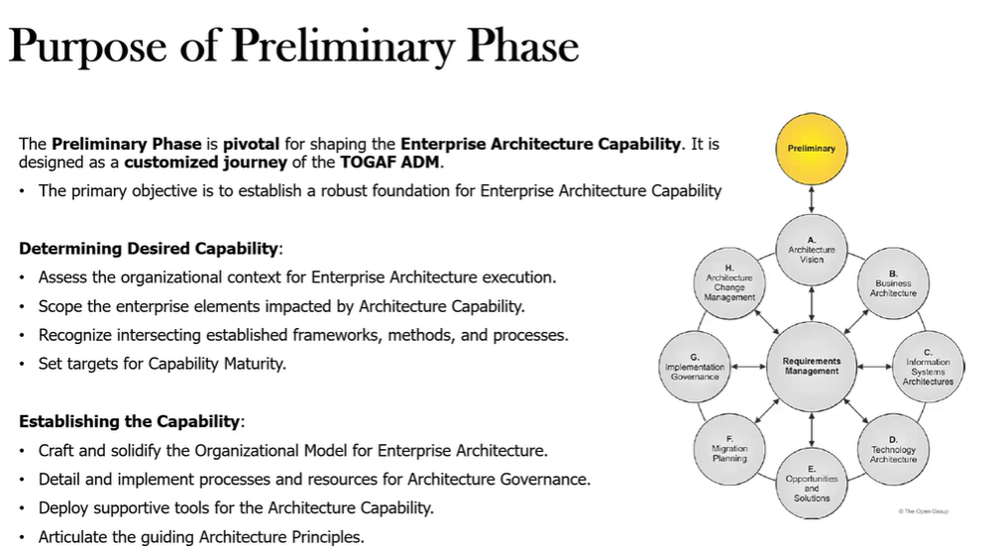 Purpose of Preliminary Phase
The Preliminary Phase is pivotal for shaping the Enterprise Architecture Capability. It is
designed as a customized journey of the TOGAF ADM.
• The primary objective is to establish a robust foundation for Enterprise Architecture Capability
Determining Desired Capability:
• Assess the organizational context for Enterprise Architecture execution.
• Scope the enterprise elements impacted by Architecture Capability.
• Recognize intersecting established frameworks, methods, and processes.
• Set targets for Capability Maturity.
Establishing the Capability:
• Craft and solidify the Organizational Model for Enterprise Architecture.
• Detail and implement processes and resources for Architecture Governance.
• Deploy supportive tools for the Architecture Capability.
• Articulate the guiding Architecture Principles.
Preliminary
A.
Architecture
Vision
B.
Business
Architecture
C.
Information
Systems
Architectures
D.
Technology
Architecture
E.
Opportunities
and
Solutions
F.
Migration
Planning
G.
Implementation
Governance
H.
Architecture
Change
Management
Requirements
Management
© The Open Group